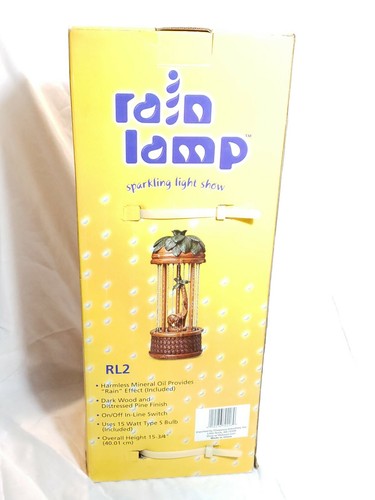 rain
lamp™
sparkling light show
RL2
• Harmless Mineral Oil Provides
"Rain" Effect (Included)
• Dark Wood and
Distressed Pine Finish
• On/Off In-Line Switch
• Uses 15 Watt Type S Bulb
(Included)
• Overall Height 15-3/4"
(40.01 cm)